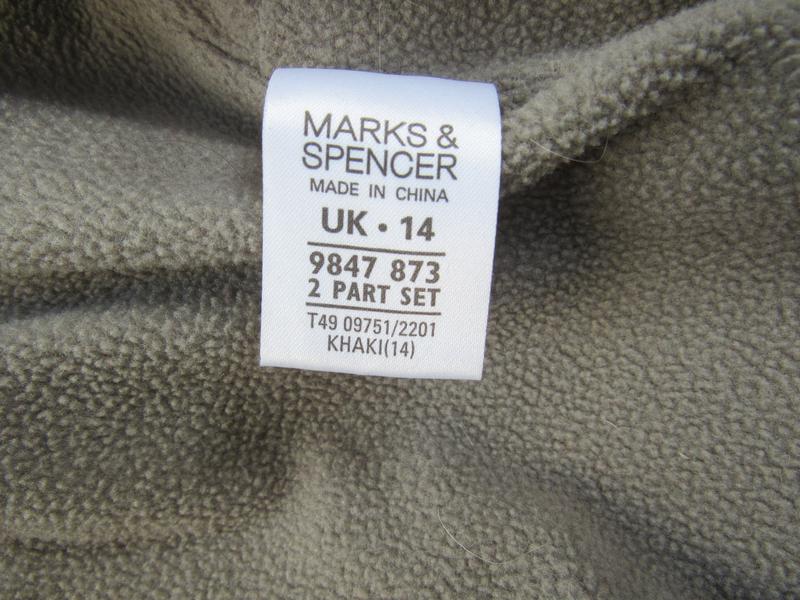 MARKS &
SPENCER
MADE IN CHINA
UK • 14
9847 873
2 PART SET
T49 09751/2201
KHAKI(14)